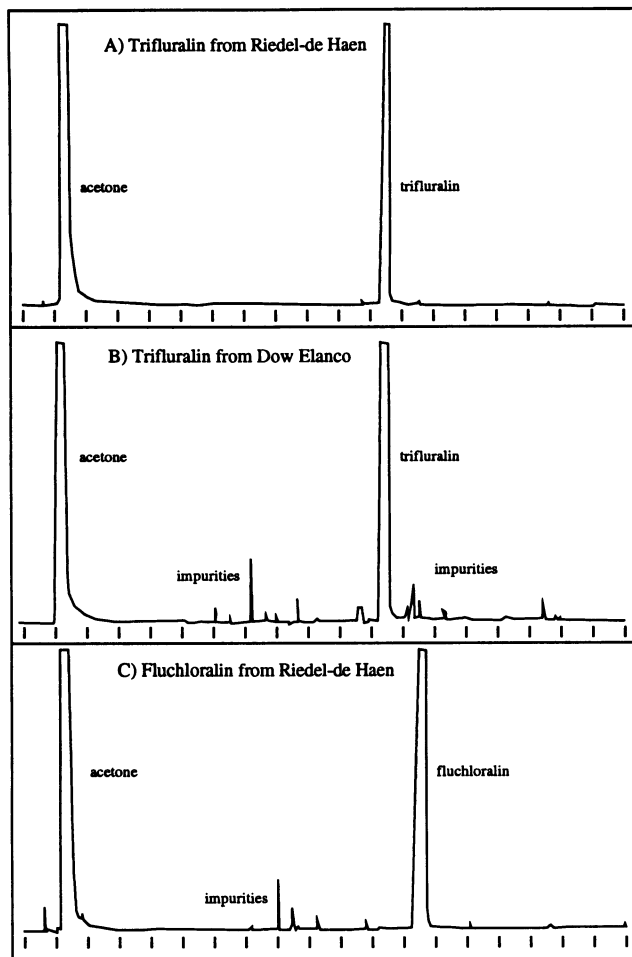 A) Trifluralin from Riedel-de Haen
acetone
trifluralin
B) Trifluralin from Dow Elanco
acetone
trifluralin
impurities
impurities
C) Fluchloralin from Riedel-de Haen
acetone
fluchloralin
impurities